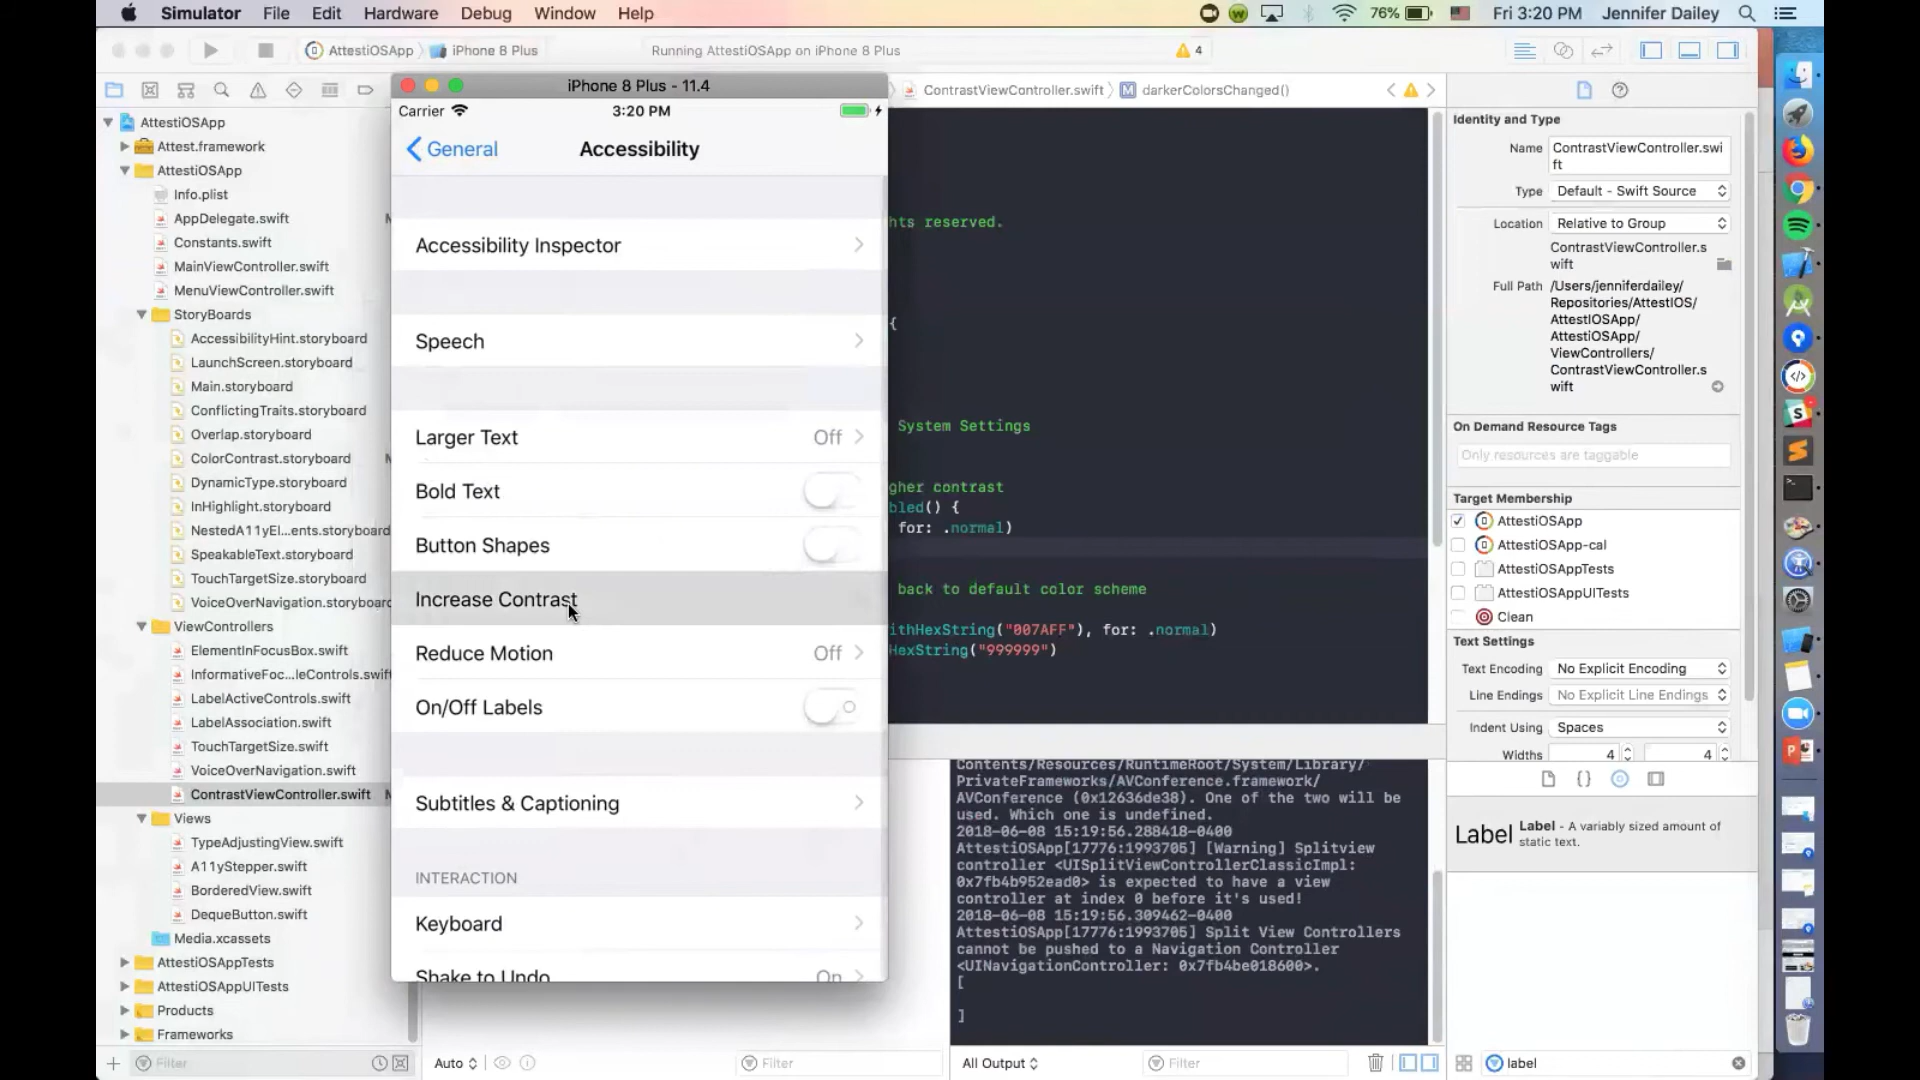 Simulator File Edit Hardware Debug Window Help
76% Fri 3:20 PM Jennifer Dailey
AttestiOSApp iPhone 8 Plus
Running AttestiOSApp on iPhone 8 Plus
4
iPhone 8 Plus - 11.4
Carrier 3:20 PM
General Accessibility
Accessibility Inspector
Speech
Larger Text Off
Bold Text
Button Shapes
Increase Contrast
Reduce Motion Off
On/Off Labels
Subtitles & Captioning
INTERACTION
Keyboard
Shake to Undo On
AttestiOSApp
Attest.framework
AttestiOSApp
Info.plist
AppDelegate.swift
Constants.swift
MainViewController.swift
MenuViewController.swift
StoryBoards
AccessibilityHint.storyboard
LaunchScreen.storyboard
Main.storyboard
ConflictingTraits.storyboard
Overlap.storyboard
ColorContrast.storyboard
DynamicType.storyboard
InHighlight.storyboard
NestedA11yEl...ents.storyboard
SpeakableText.storyboard
TouchTargetSize.storyboard
VoiceOverNavigation.storyboard
ViewControllers
ElementInFocusBox.swift
InformativeFoc...leControls.swift
LabelActiveControls.swift
LabelAssociation.swift
TouchTargetSize.swift
VoiceOverNavigation.swift
ContrastViewController.swift
Views
TypeAdjustingView.swift
A11yStepper.swift
BorderedView.swift
DequeButton.swift
Media.xcassets
AttestiOSAppTests
AttestiOSAppUITests
Products
Frameworks
Filter
ContrastViewController.swift darkerColorsChanged()
hts reserved.
{
System Settings
gher contrast
bled() {
for: .normal)
back to default color scheme
ithHexString("007AFF"), for: .normal)
HexString("999999")
Contents/Resources/RuntimeRoot/System/Library/
PrivateFrameworks/AVConference.framework/
AVConference (0x12636de38). One of the two will be
used. Which one is undefined.
2018-06-08 15:19:56.288418-0400
AttestiOSApp[17776:1993705] [Warning] Splitview
controller <UISplitViewControllerClassicImpl:
0x7fb4b952ead0> is expected to have a view
controller at index 0 before it's used!
2018-06-08 15:19:56.309462-0400
AttestiOSApp[17776:1993705] Split View Controllers
cannot be pushed to a Navigation Controller
<UINavigationController: 0x7fb4be018600>.
[
]
Auto
Filter
All Output
Filter
Identity and Type
Name ContrastViewController.swi
ft
Type Default - Swift Source
Location Relative to Group
ContrastViewController.s
wift
Full Path /Users/jenniferdailey/
Repositories/AttestIOS/
AttestIOSApp/
AttestiOSApp/
ViewControllers/
ContrastViewController.s
wift
On Demand Resource Tags
Only resources are taggable
Target Membership
AttestiOSApp
AttestiOSApp-cal
AttestiOSAppTests
AttestiOSAppUITests
Clean
Text Settings
Text Encoding No Explicit Encoding
Line Endings No Explicit Line Endings
Indent Using Spaces
Widths 4 4
{ }
Label Label - A variably sized amount of
static text.
label